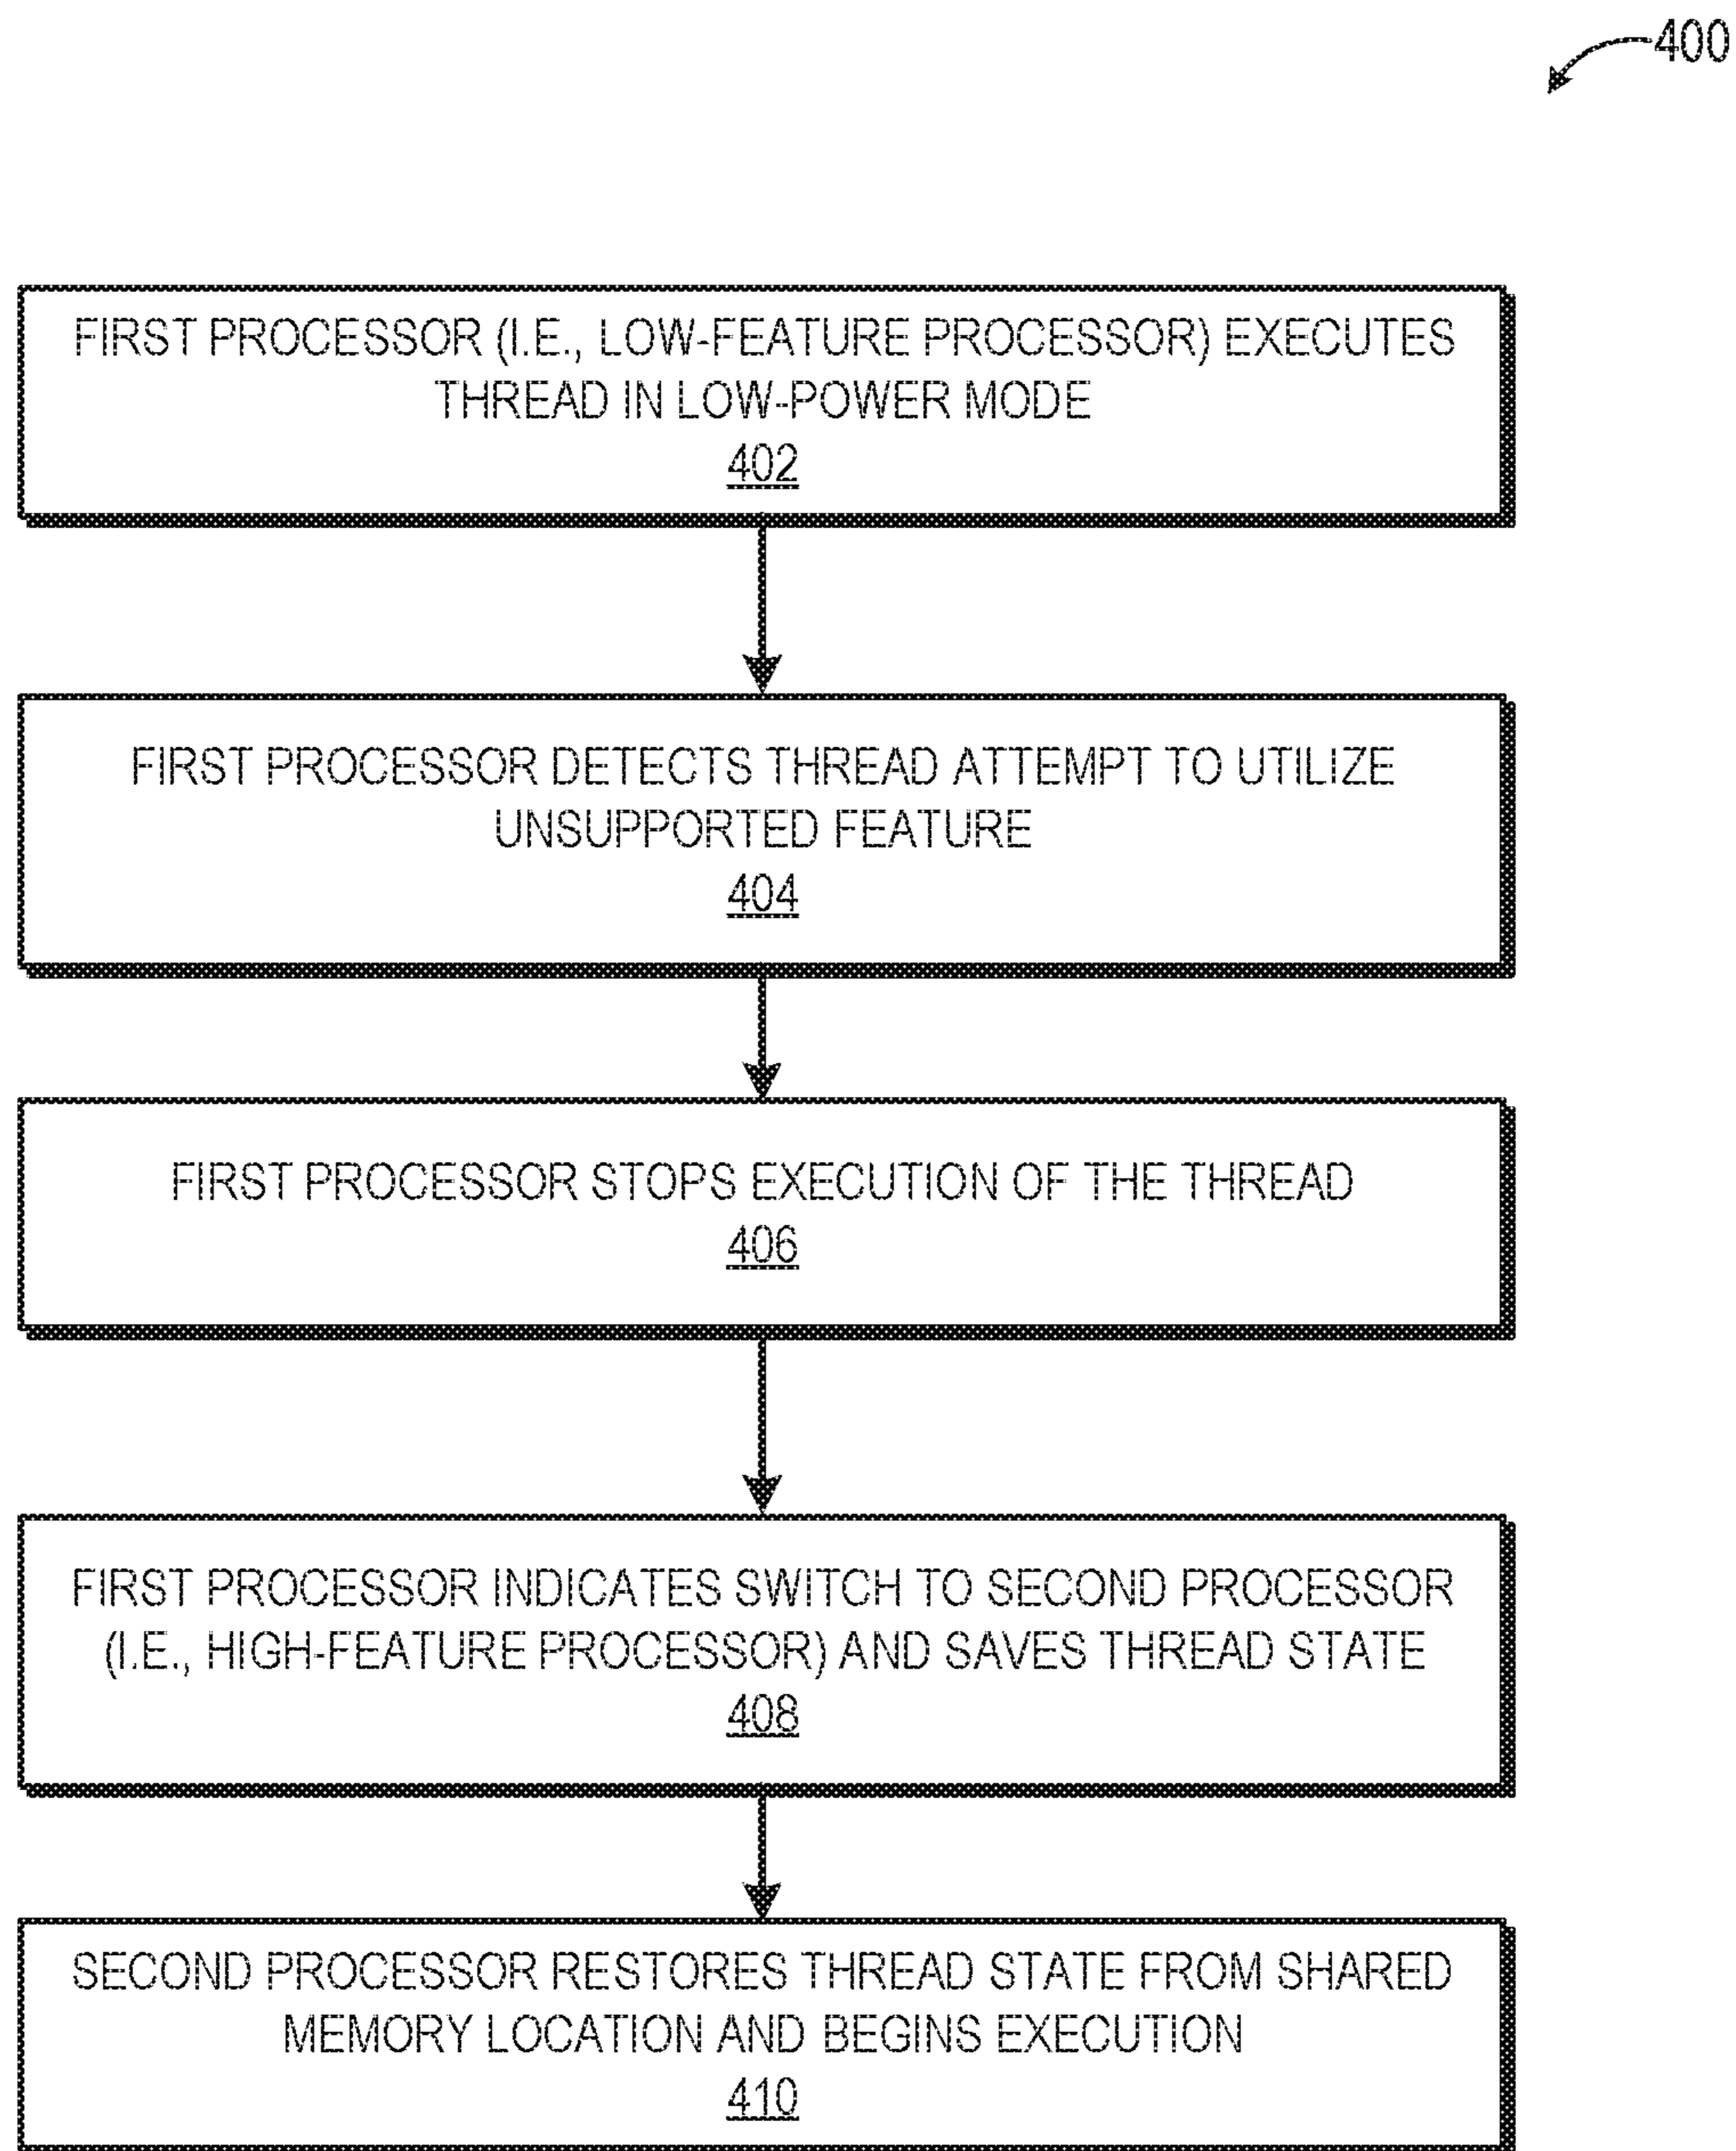 400
FIRST PROCESSOR (I.E., LOW-FEATURE PROCESSOR) EXECUTES
THREAD IN LOW-POWER MODE
402
FIRST PROCESSOR DETECTS THREAD ATTEMPT TO UTILIZE
UNSUPPORTED FEATURE
404
FIRST PROCESSOR STOPS EXECUTION OF THE THREAD
406
FIRST PROCESSOR INDICATES SWITCH TO SECOND PROCESSOR
(I.E., HIGH-FEATURE PROCESSOR) AND SAVES THREAD STATE
408
SECOND PROCESSOR RESTORES THREAD STATE FROM SHARED
MEMORY LOCATION AND BEGINS EXECUTION
410